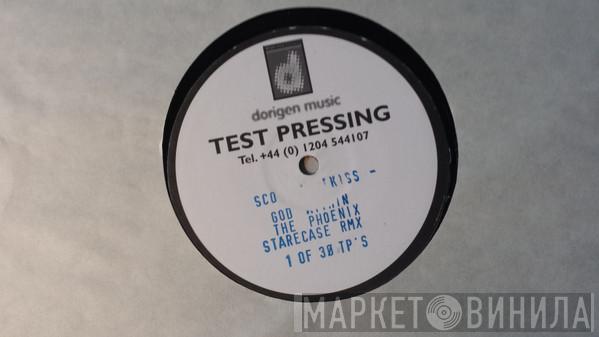 dorigen music
TEST PRESSING
Tel. +44 (0) 1204 544107
SCO KISS -
GOD
THE PHOENIX
STARECASE RMX
1 OF 30 TP'S
МАРКЕТ ВИНИЛА